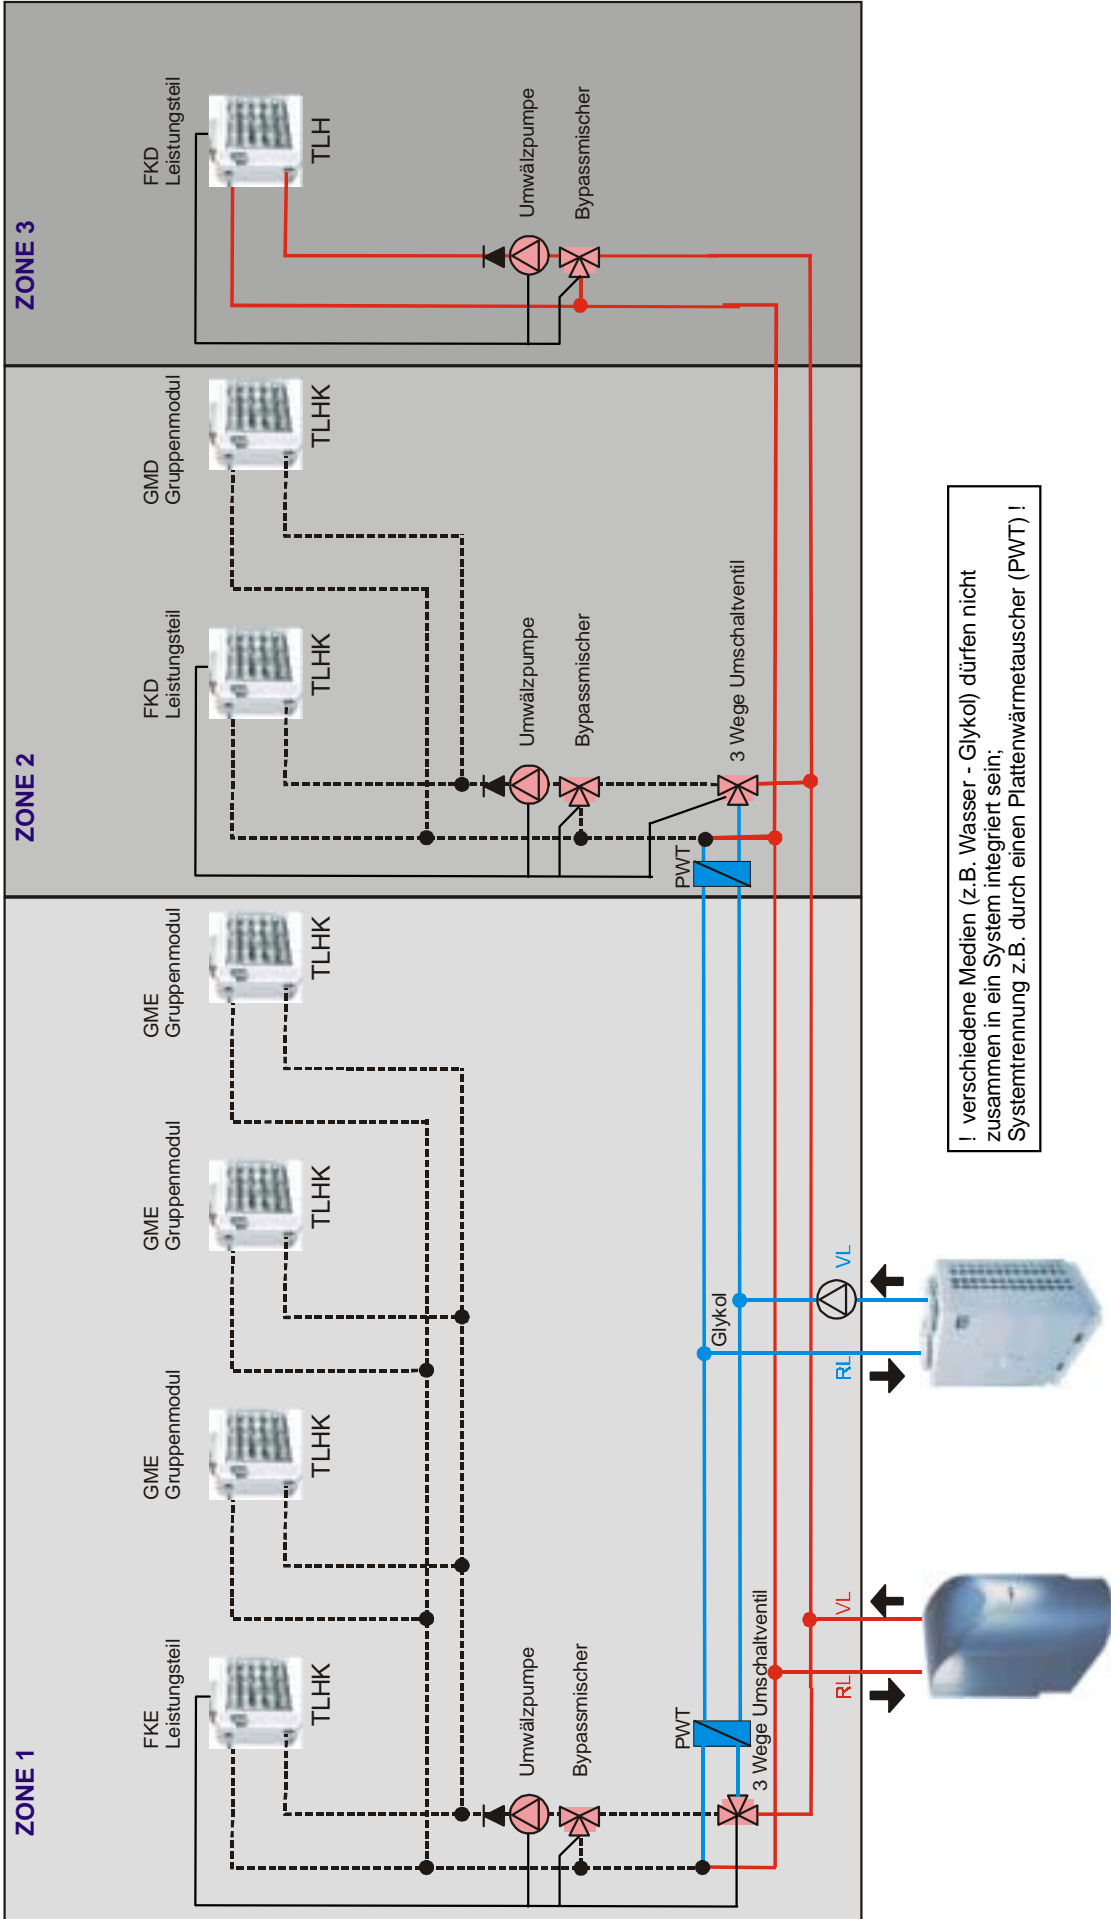 ZONE 1
FKE
Leistungsteil
TLHK
GME
Gruppenmodul
TLHK
GME
Gruppenmodul
TLHK
GME
Gruppenmodul
TLHK
Umwälzpumpe
Bypassmischer
PWT
3 Wege Umschaltventil
Glykol
RL
VL
RL
VL
ZONE 2
FKD
Leistungsteil
TLHK
GMD
Gruppenmodul
TLHK
Umwälzpumpe
Bypassmischer
PWT
3 Wege Umschaltventil
ZONE 3
FKD
Leistungsteil
TLH
Umwälzpumpe
Bypassmischer
! verschiedene Medien (z.B. Wasser - Glykol) dürfen nicht
zusammen in ein System integriert sein;
Systemtrennung z.B. durch einen Plattenwärmetauscher (PWT) !